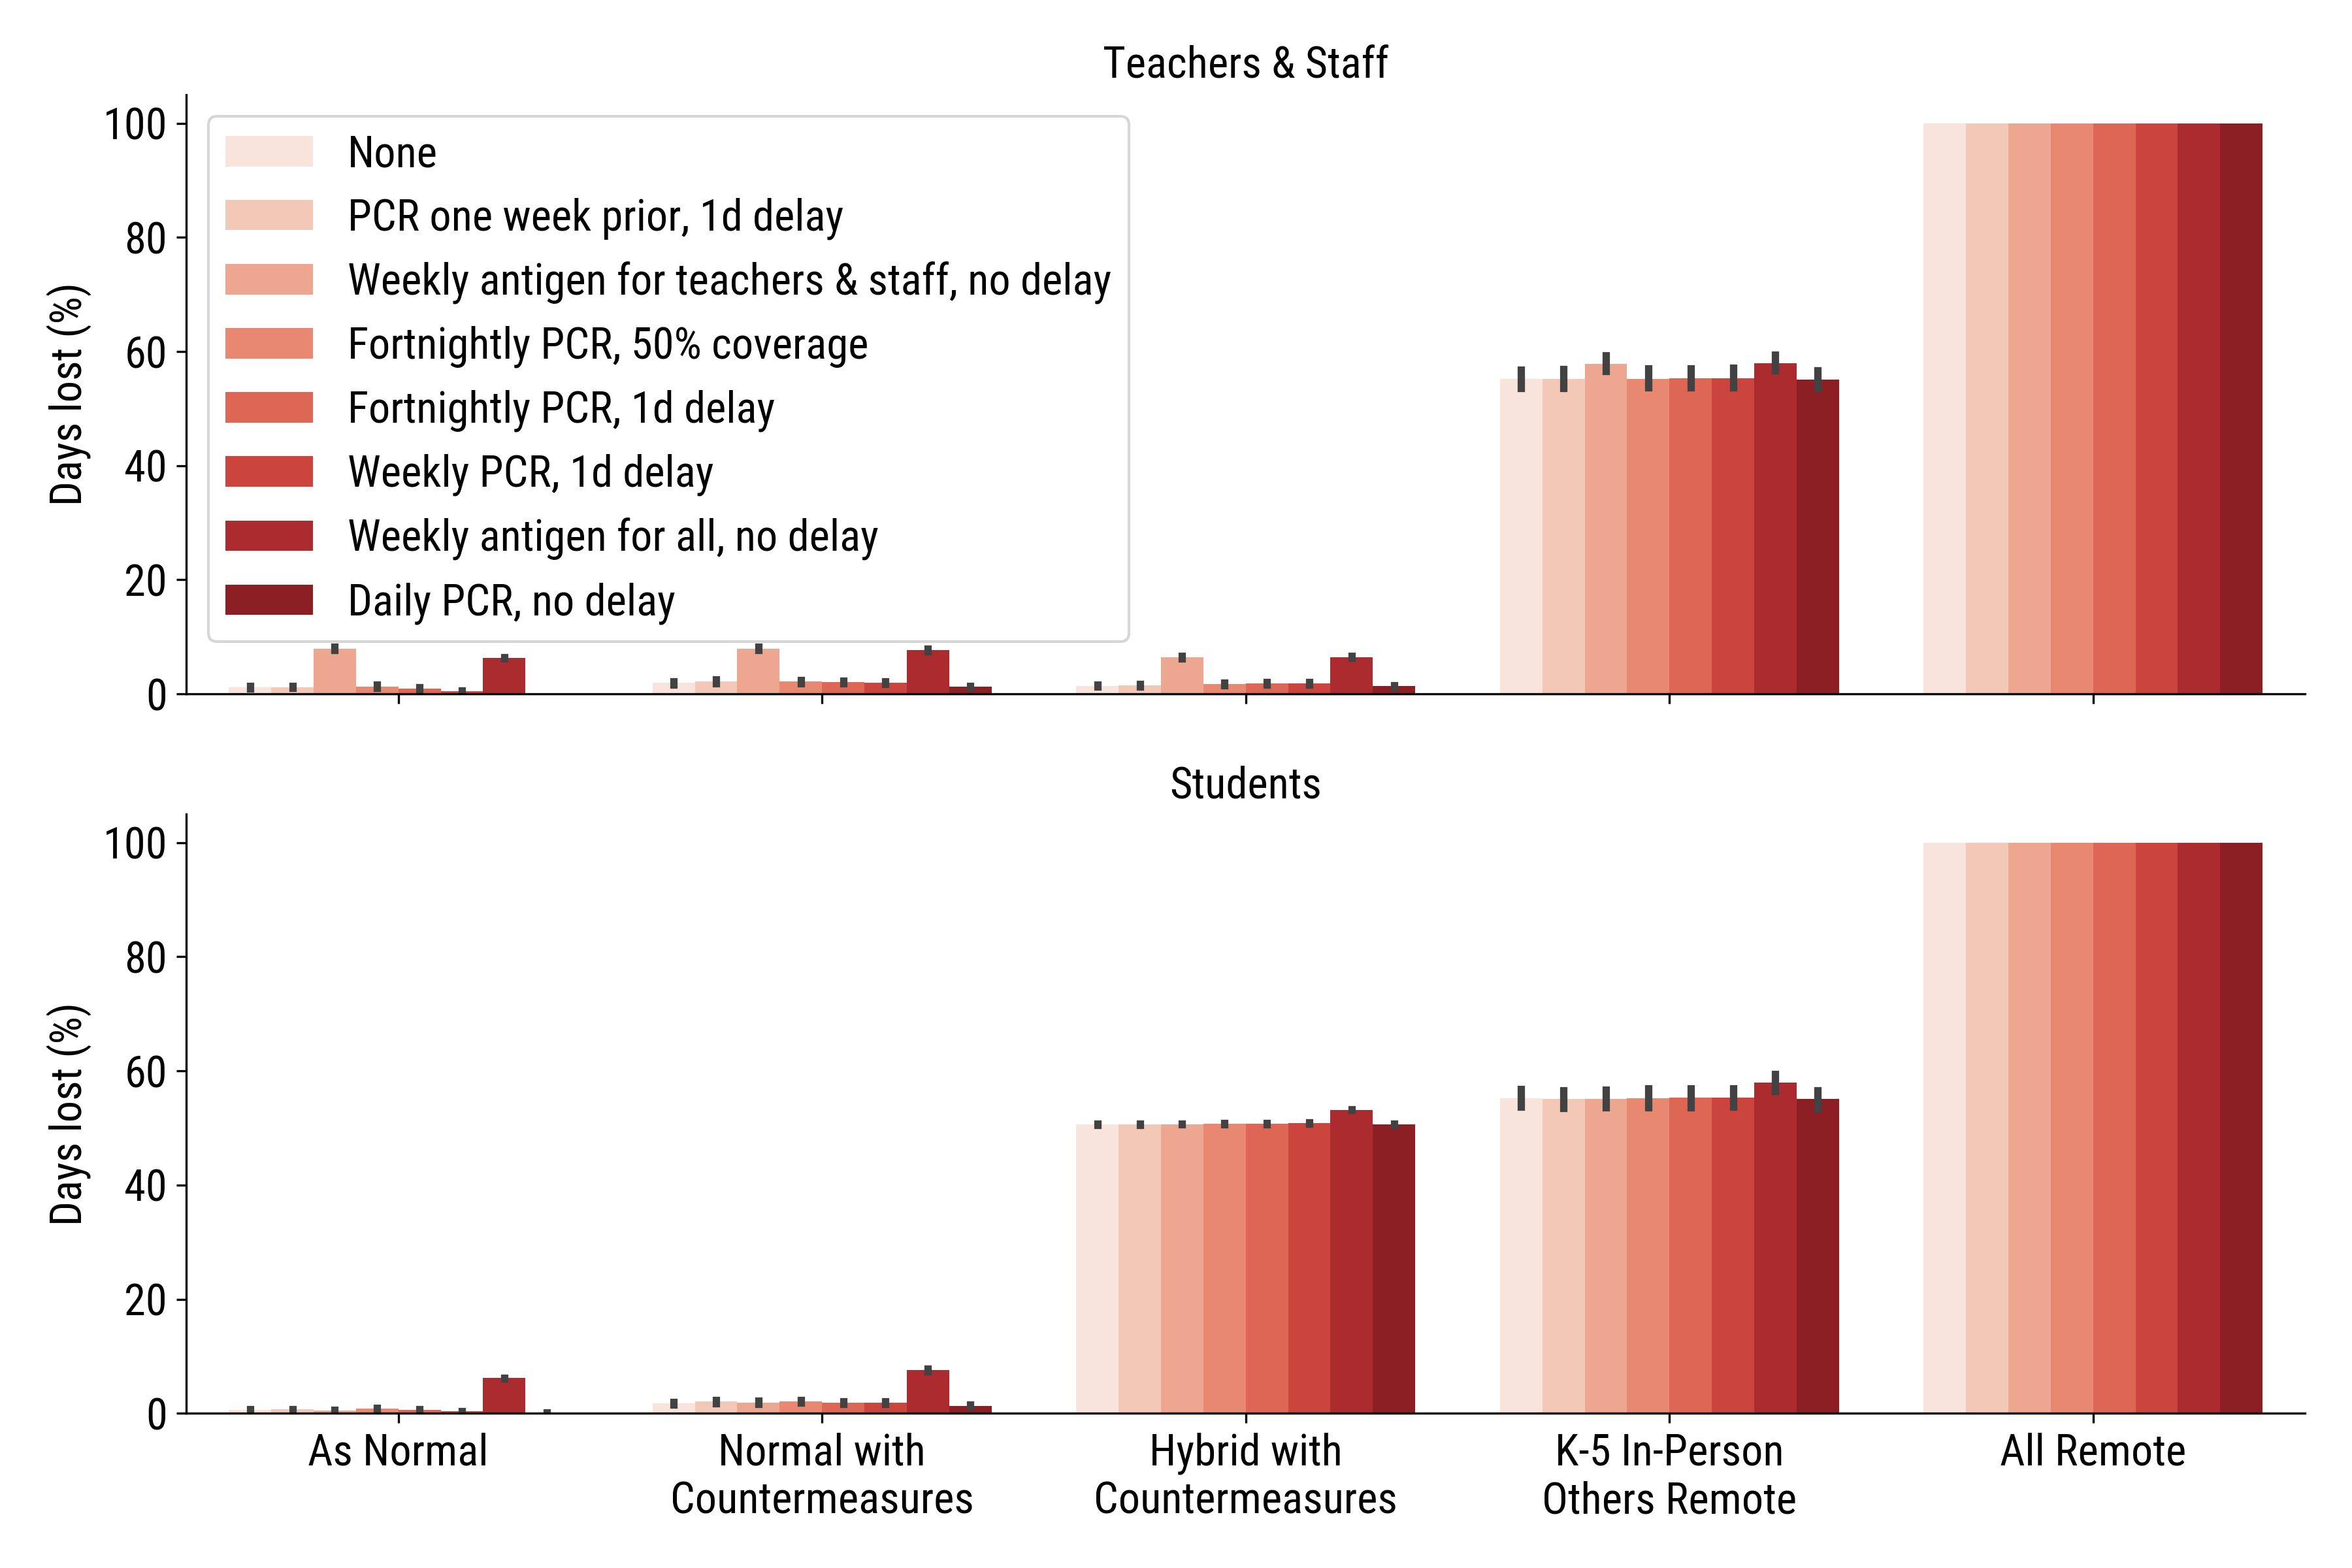 Teachers & Staff
Days lost (%)
100
80
60
40
20
0
None
PCR one week prior, 1d delay
Weekly antigen for teachers & staff, no delay
Fortnightly PCR, 50% coverage
Fortnightly PCR, 1d delay
Weekly PCR, 1d delay
Weekly antigen for all, no delay
Daily PCR, no delay
Students
Days lost (%)
100
80
60
40
20
0
As Normal
Normal with
Countermeasures
Hybrid with
Countermeasures
K-5 In-Person
Others Remote
All Remote